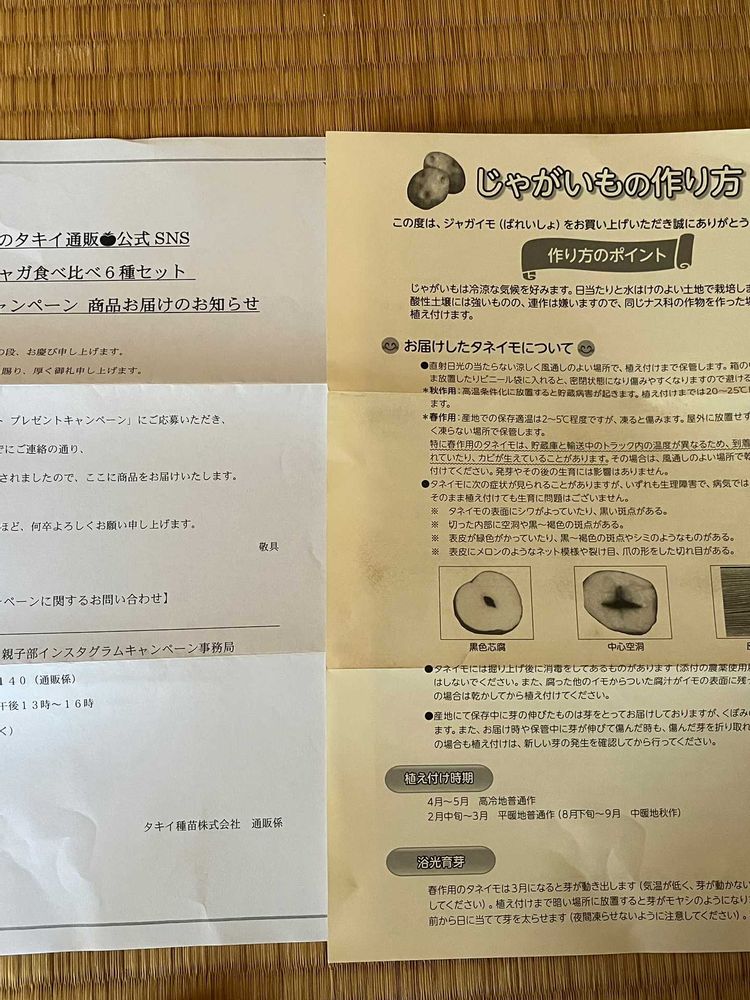 のタキイ通販公式SNS
ャガ食べ比べ６種セット
ャンペーン 商品お届けのお知らせ
の段、お慶び申し上げます。
賜り、厚く御礼申し上げます。
ト プレゼントキャンペーン」にご応募いただき、
でにご連絡の通り、
されましたので、ここに商品をお届けいたします。
ほど、何卒よろしくお願い申し上げます。
敬具
ペーンに関するお問い合わせ】
親子部インスタグラムキャンペーン事務局
１４０（通販係）
午後１３時～１６時
く）
タキイ種苗株式会社 通販係
じゃがいもの作り方
この度は、ジャガイモ（ばれいしょ）をお買い上げいただき誠にありがとう
作り方のポイント
じゃがいもは冷涼な気候を好みます。日当たりと水はけのよい土地で栽培しま
酸性土壌には強いものの、連作は嫌いますので、同じナス科の作物を作った場
植え付けます。
お届けしたタネイモについて
●直射日光の当たらない涼しく風通しのよい場所で、植え付けまで保管します。箱の
ま放置したりビニール袋に入れると、密閉状態になり傷みやすくなりますので避ける
*秋作用：高温条件化に放置すると貯蔵病害が起きます。植え付けまでは20～25℃
ます。
*春作用：産地での保存適温は2～5℃程度ですが、凍ると傷みます。屋外に放置せず
く凍らない場所で保管します。
特に春作用のタネイモは、貯蔵庫と輸送中のトラック内の温度が異なるため、到着
れていたり、カビが生えていることがあります。その場合は、風通しのよい場所で乾
付けてください。発芽やその後の生育には影響はありません。
●タネイモに次の症状が見られることがありますが、いずれも生理障害で、病気では
そのまま植え付けても生育に問題はございません。
※ タネイモの表面にシワがよっていたり、黒い斑点がある。
※ 切った内部に空洞や黒～褐色の斑点がある。
※ 表皮が緑色がかっていたり、黒～褐色の斑点やシミのようなものがある。
※ 表皮にメロンのようなネット模様や裂け目、爪の形をした切れ目がある。
黒色芯腐
中心空洞
●タネイモには掘り上げ後に消毒をしてあるものがあります（添付の農薬使用
はしないでください。また、腐った他のイモからついた腐汁がイモの表面に残っ
の場合は乾かしてから植え付けてください。
●産地にて保存中に芽の伸びたものは芽をとってお届けしておりますが、くぼみ
ます。また、お届け時や保管中に芽が伸びて傷んだ時も、傷んだ芽を折り取れ
の場合も植え付けは、新しい芽の発生を確認してから行ってください。
植え付け時期
4月～5月 高冷地普通作
2月中旬～3月 平暖地普通作（8月下旬～9月 中暖地秋作）
浴光育芽
春作用のタネイモは3月になると芽が動き出します（気温が低く、芽が動かない
してください）。植え付けまで暗い場所に放置すると芽がモヤシのようになり
前から日に当てて芽を太らせます（夜間凍らせないように注意してください）。